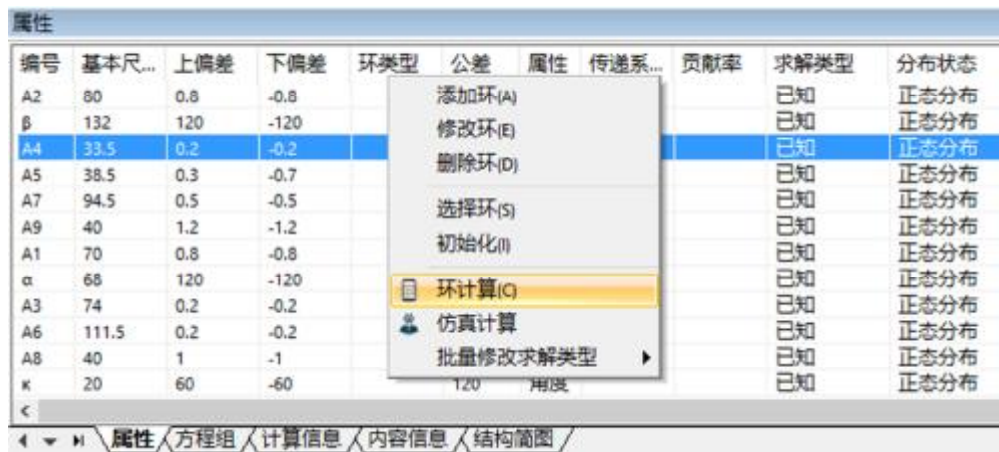 属性
编号 基本尺... 上偏差 下偏差 环类型 公差 属性 传递系... 贡献率 求解类型 分布状态
A2 80 0.8 -0.8 已知 正态分布
β 132 120 -120 已知 正态分布
A4 33.5 0.2 -0.2 已知 正态分布
A5 38.5 0.3 -0.7 已知 正态分布
A7 94.5 0.5 -0.5 已知 正态分布
A9 40 1.2 -1.2 已知 正态分布
A1 70 0.8 -0.8 已知 正态分布
α 68 120 -120 已知 正态分布
A3 74 0.2 -0.2 已知 正态分布
A6 111.5 0.2 -0.2 已知 正态分布
A8 40 1 -1 已知 正态分布
κ 20 60 -60 120 角度 已知 正态分布
添加环(A)
修改环(E)
删除环(D)
选择环(S)
初始化(I)
环计算(C)
仿真计算
批量修改求解类型
属性 方程组 计算信息 内容信息 结构简图